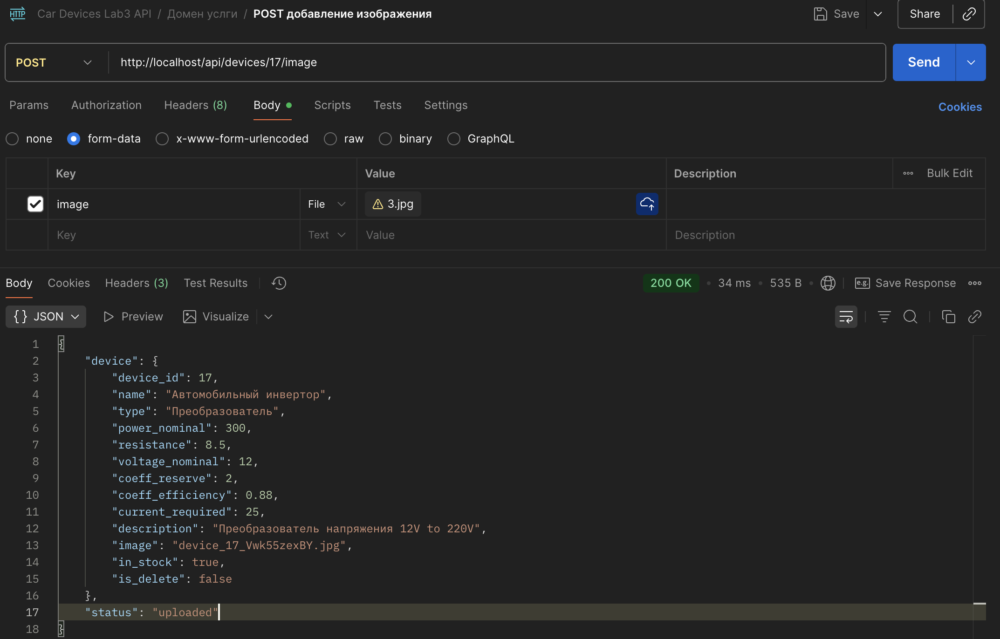 HTTP Car Devices Lab3 API / Домен услги / POST добавление изображения Save Share
POST http://localhost/api/devices/17/image Send
Params Authorization Headers (8) Body Scripts Tests Settings Cookies
none form-data x-www-form-urlencoded raw binary GraphQL
Key Value Description Bulk Edit
image File 3.jpg
Key Text Value Description
Body Cookies Headers (3) Test Results 200 OK 34 ms 535 B e.g. Save Response
{} JSON Preview Visualize
1 {
2 "device": {
3 "device_id": 17,
4 "name": "Автомобильный инвертор",
5 "type": "Преобразователь",
6 "power_nominal": 300,
7 "resistance": 8.5,
8 "voltage_nominal": 12,
9 "coeff_reserve": 2,
10 "coeff_efficiency": 0.88,
11 "current_required": 25,
12 "description": "Преобразователь напряжения 12V to 220V",
13 "image": "device_17_Vwk55zexBY.jpg",
14 "in_stock": true,
15 "is_delete": false
16 },
17 "status": "uploaded"
18 }